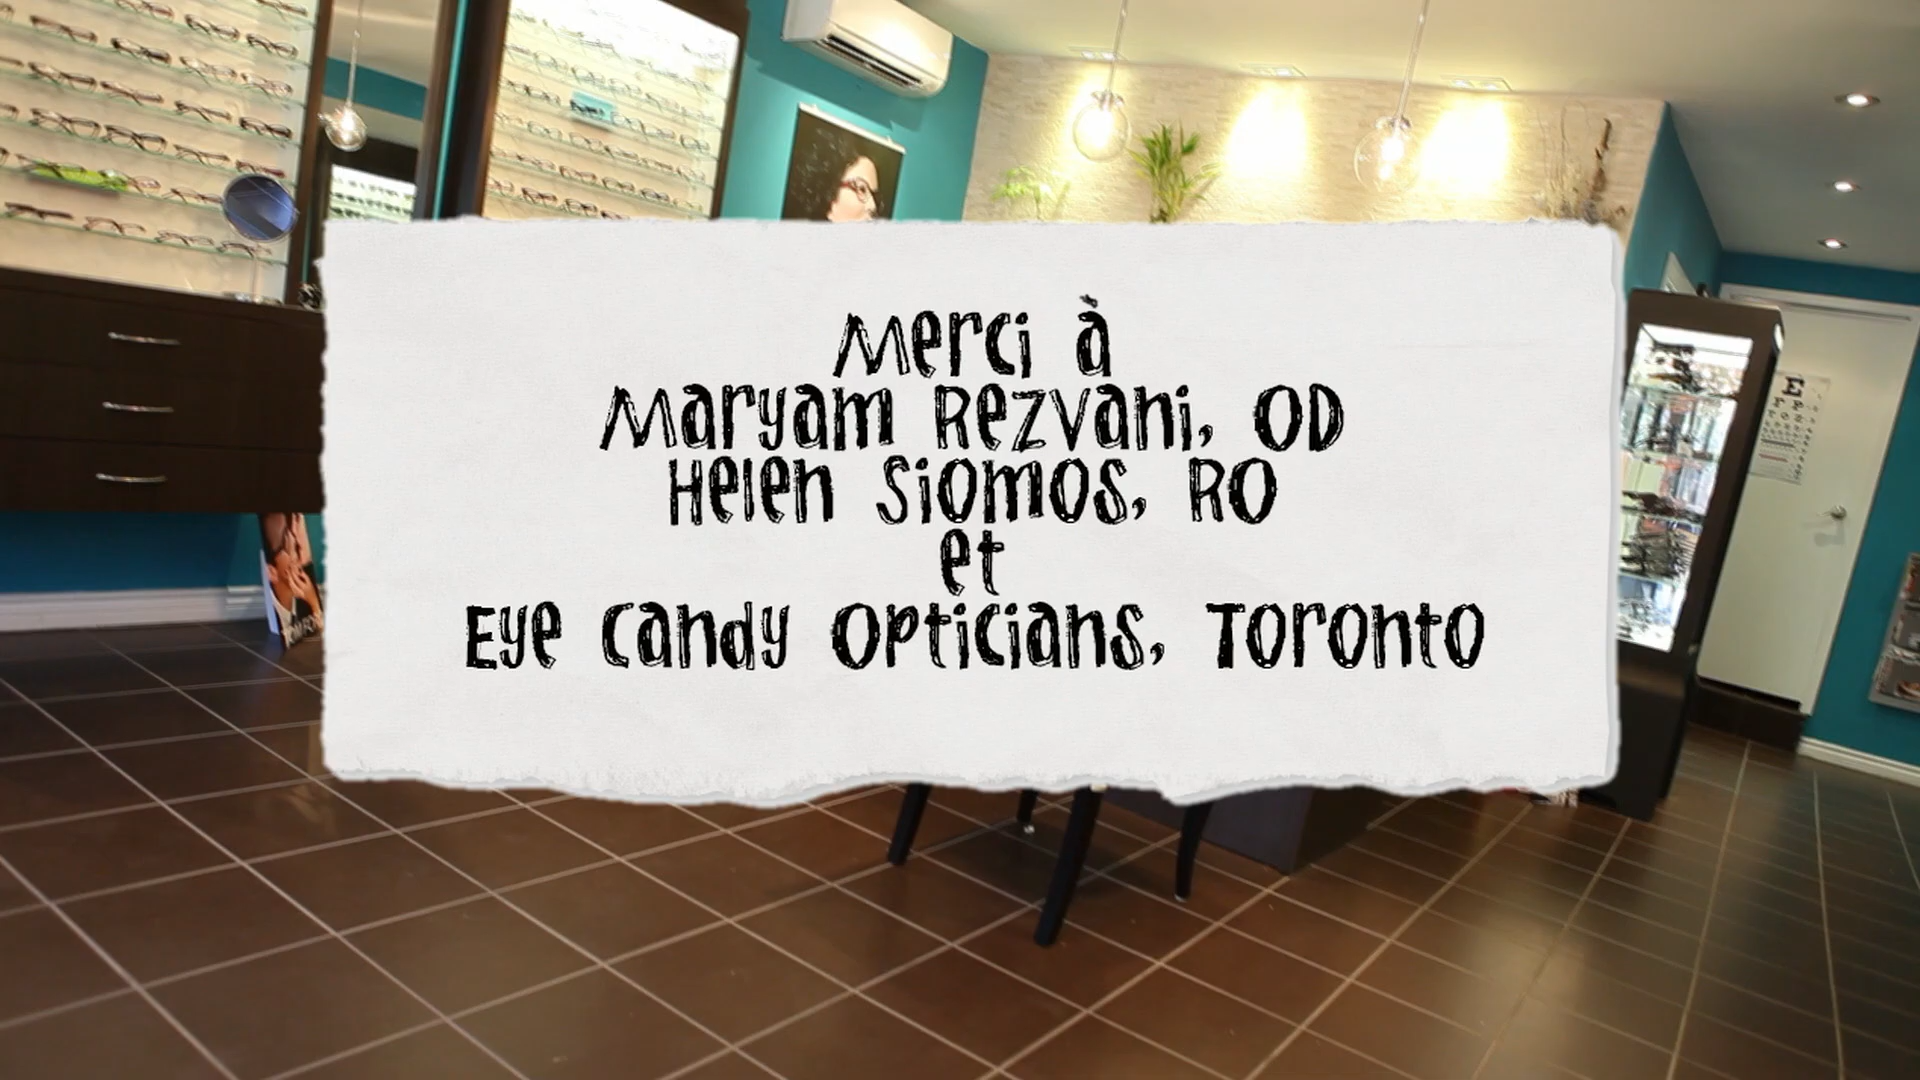 Merci à
Maryam Rezvani, OD
Helen Siomos, RO
et
Eye Candy Opticians, Toronto
E